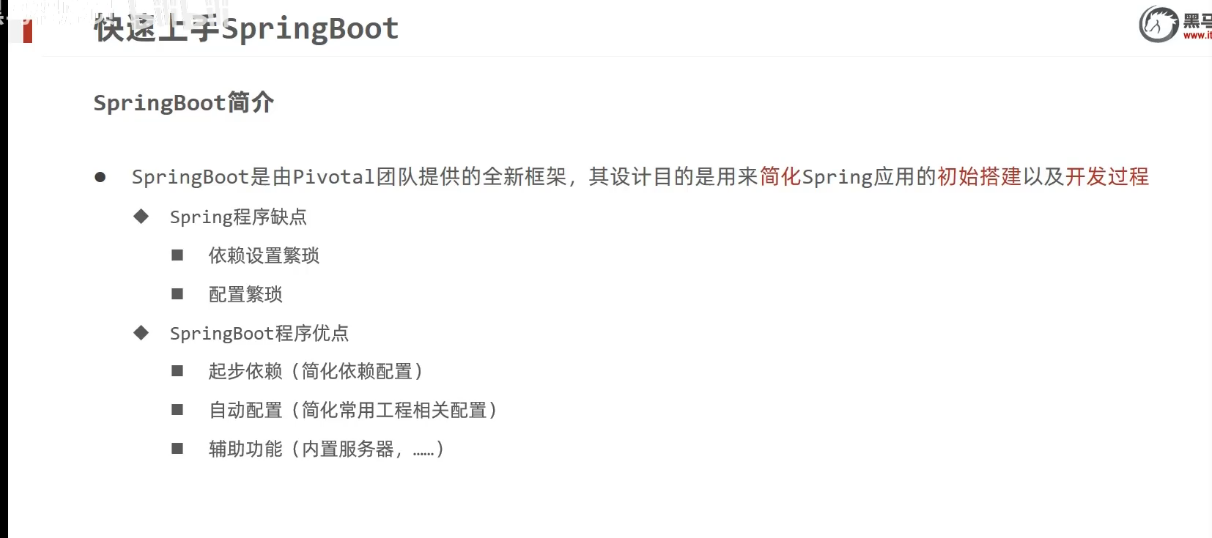 快速上手SpringBoot
黑马
www.it
SpringBoot简介
● SpringBoot是由Pivotal团队提供的全新框架，其设计目的是用来简化Spring应用的初始搭建以及开发过程
◆ Spring程序缺点
■ 依赖设置繁琐
■ 配置繁琐
◆ SpringBoot程序优点
■ 起步依赖（简化依赖配置）
■ 自动配置（简化常用工程相关配置）
■ 辅助功能（内置服务器，……）